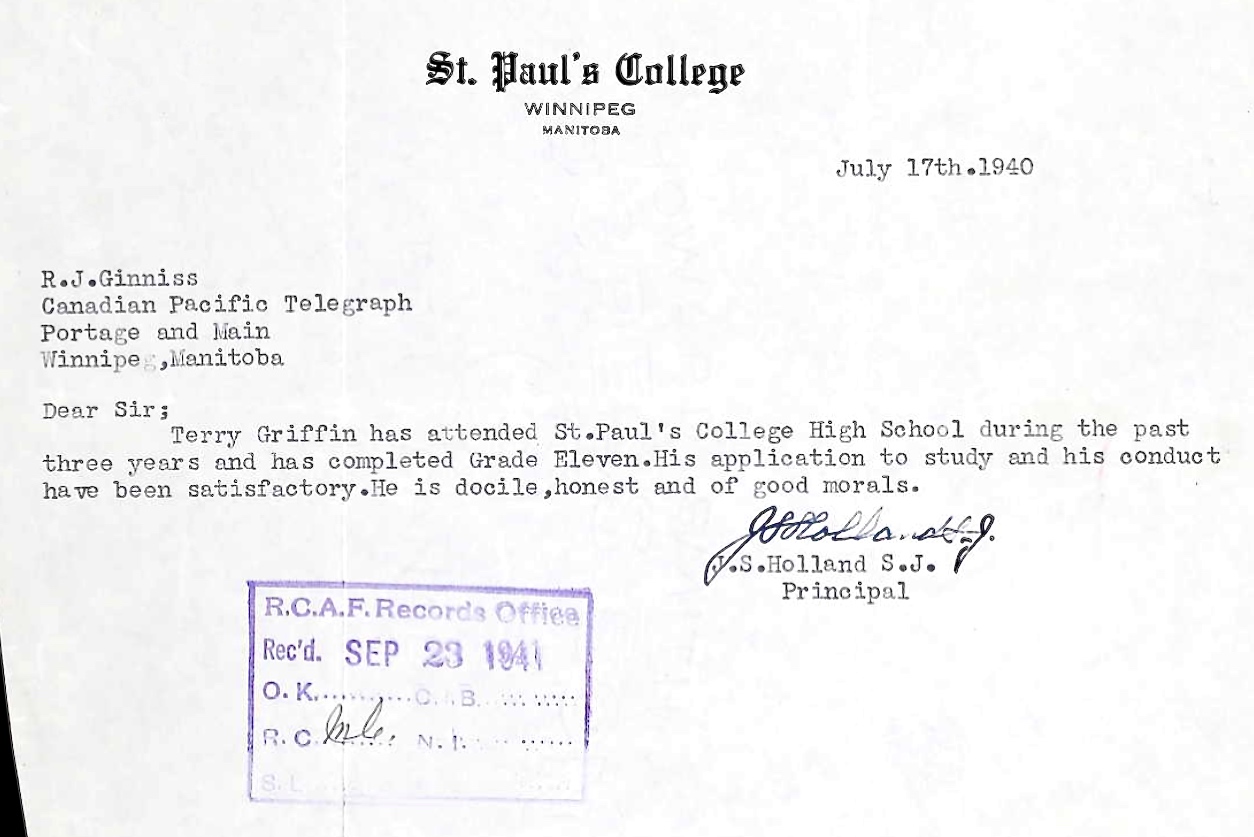 St. Paul's College
WINNIPEG
MANITOBA
July 17th.1940
R.J.Ginniss
Canadian Pacific Telegraph
Portage and Main
Winnipeg,Manitoba
Dear Sir;
Terry Griffin has attended St.Paul's College High School during the past
three years and has completed Grade Eleven.His application to study and his conduct
have been satisfactory.He is docile,honest and of good morals.
J S Holland S.J.
J.S.Holland S.J.
Principal
R.C.A.F. Records Office
Rec'd. SEP 23 1941
O. K. .......... C. B. ..........
R. C. .......... N. ..........
S. L